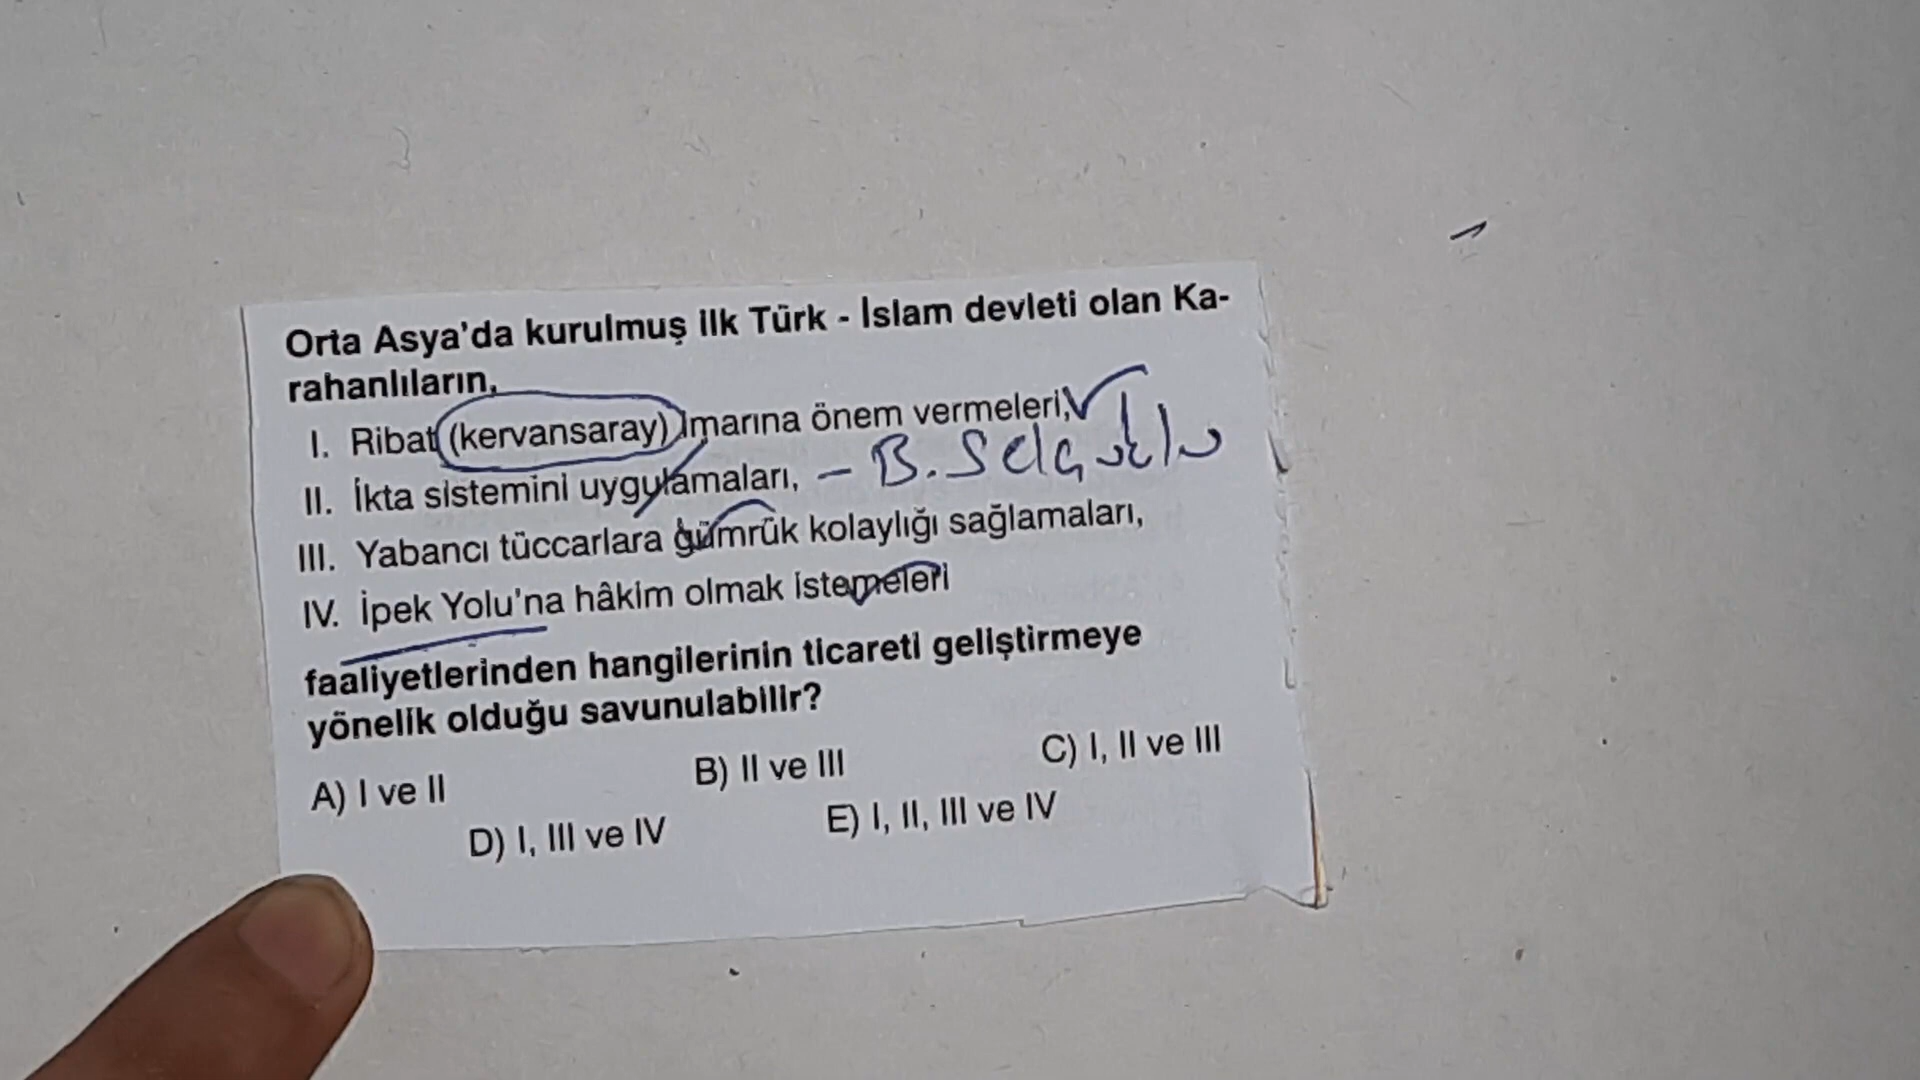 Orta Asya'da kurulmuş ilk Türk - İslam devleti olan Ka-
rahanlıların,
I. Ribat (kervansaray) imarına önem vermeleri,
II. İkta sistemini uygulamaları, - B. Selçuklu
III. Yabancı tüccarlara gümrük kolaylığı sağlamaları,
IV. İpek Yolu'na hâkim olmak istemeleri
faaliyetlerinden hangilerinin ticareti geliştirmeye
yönelik olduğu savunulabilir?
A) I ve II B) II ve III C) I, II ve III
D) I, III ve IV E) I, II, III ve IV